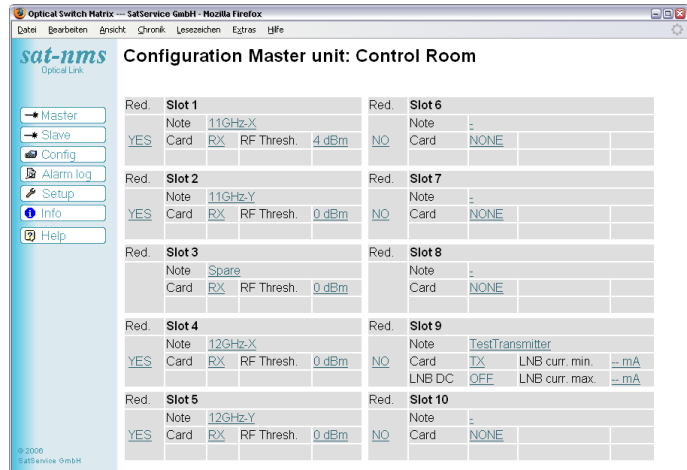 Optical Switch Matrix --- SatService GmbH - Mozilla Firefox
Datei Bearbeiten Ansicht Chronik Lesezeichen Extras Hilfe
sat-nms
Optical Link
Configuration Master unit: Control Room
Master
Slave
Config
Alarm log
Setup
Info
Help
Red. Slot 1
Note 11GHz-X
YES Card RX RF Thresh. 4 dBm
Red. Slot 2
Note 11GHz-Y
YES Card RX RF Thresh. 0 dBm
Red. Slot 3
Note Spare
Card RX RF Thresh. 0 dBm
Red. Slot 4
Note 12GHz-X
YES Card RX RF Thresh. 0 dBm
Red. Slot 5
Note 12GHz-Y
YES Card RX RF Thresh. 0 dBm
Red. Slot 6
Note -
NO Card NONE
Red. Slot 7
Note -
NO Card NONE
Red. Slot 8
Note -
Card NONE
Red. Slot 9
Note TestTransmitter
NO Card TX LNB curr. min. -- mA
LNB DC OFF LNB curr. max. -- mA
Red. Slot 10
Note -
NO Card NONE
© 2006
SatService GmbH